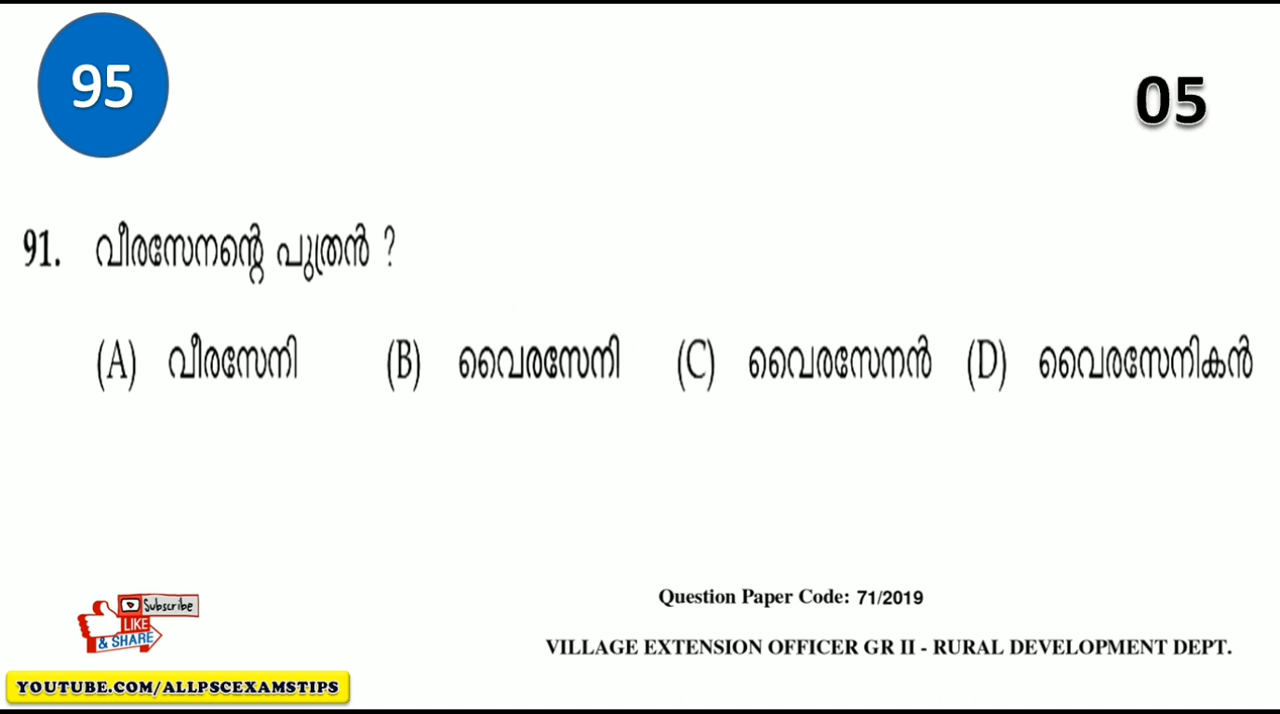 95
05
91. വീരസേനന്റെ പുത്രൻ ?
(A) വീരസേനി (B) വൈരസേനി (C) വൈരസേനൻ (D) വൈരസേനികൻ
Subscribe
LIKE
& SHARE
Question Paper Code: 71/2019
VILLAGE EXTENSION OFFICER GR II - RURAL DEVELOPMENT DEPT.
YOUTUBE.COM/ALLPSCEXAMSTIPS